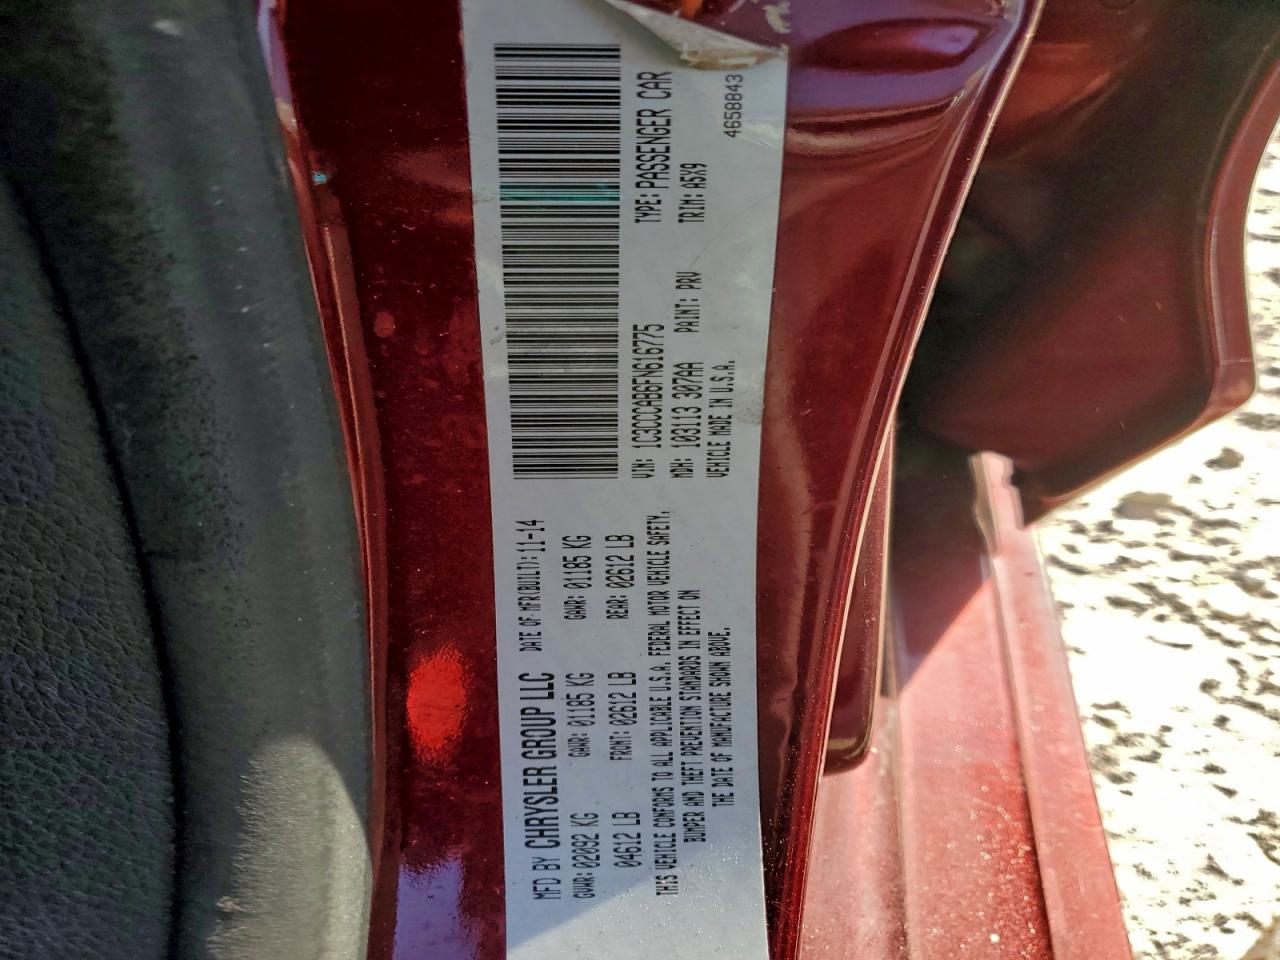 MFD BY CHRYSLER GROUP LLC DATE OF MFR(BUILT): 11-14
GVWR: 02092 KG GAWR: 01185 KG GAWR: 01185 KG
04612 LB FRONT: 02612 LB REAR: 02612 LB
THIS VEHICLE CONFORMS TO ALL APPLICABLE U.S.A. FEDERAL MOTOR VEHICLE SAFETY,
BUMPER AND THEFT PREVENTION STANDARDS IN EFFECT ON
THE DATE OF MANUFACTURE SHOWN ABOVE.
VIN: 1C3CCCAB6FN616775 TYPE: PASSENGER CAR
MDH: 103113 307AA PAINT: PRV TRIM: A5X9
VEHICLE MADE IN U.S.A. 4658843